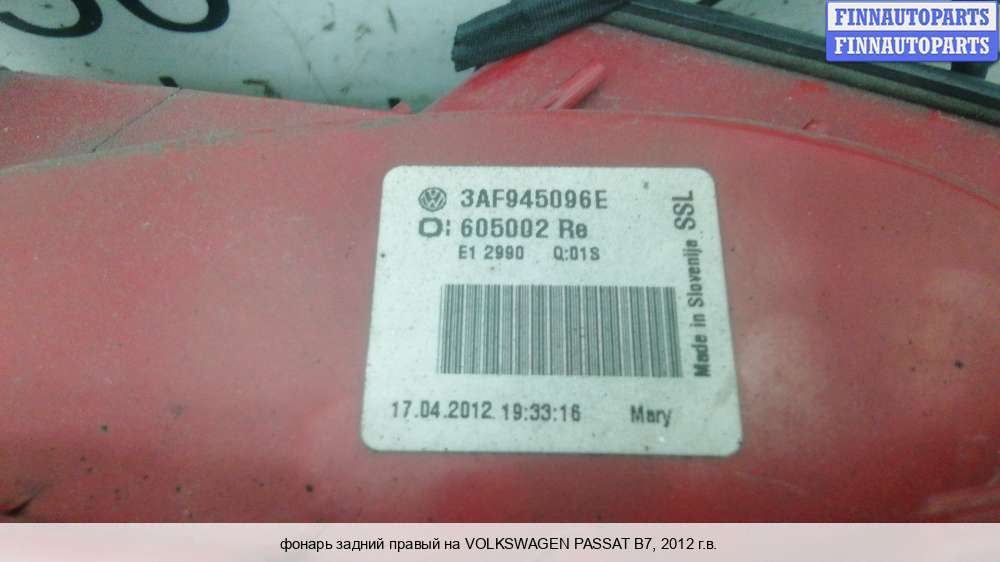 FINNAUTOPARTS
FINNAUTOPARTS
3AF945096E
605002 Re
E1 2990 Q:01S
Made in Slovenije SSL
17.04.2012 19:33:16 Mary
фонарь задний правый на VOLKSWAGEN PASSAT B7, 2012 г.в.